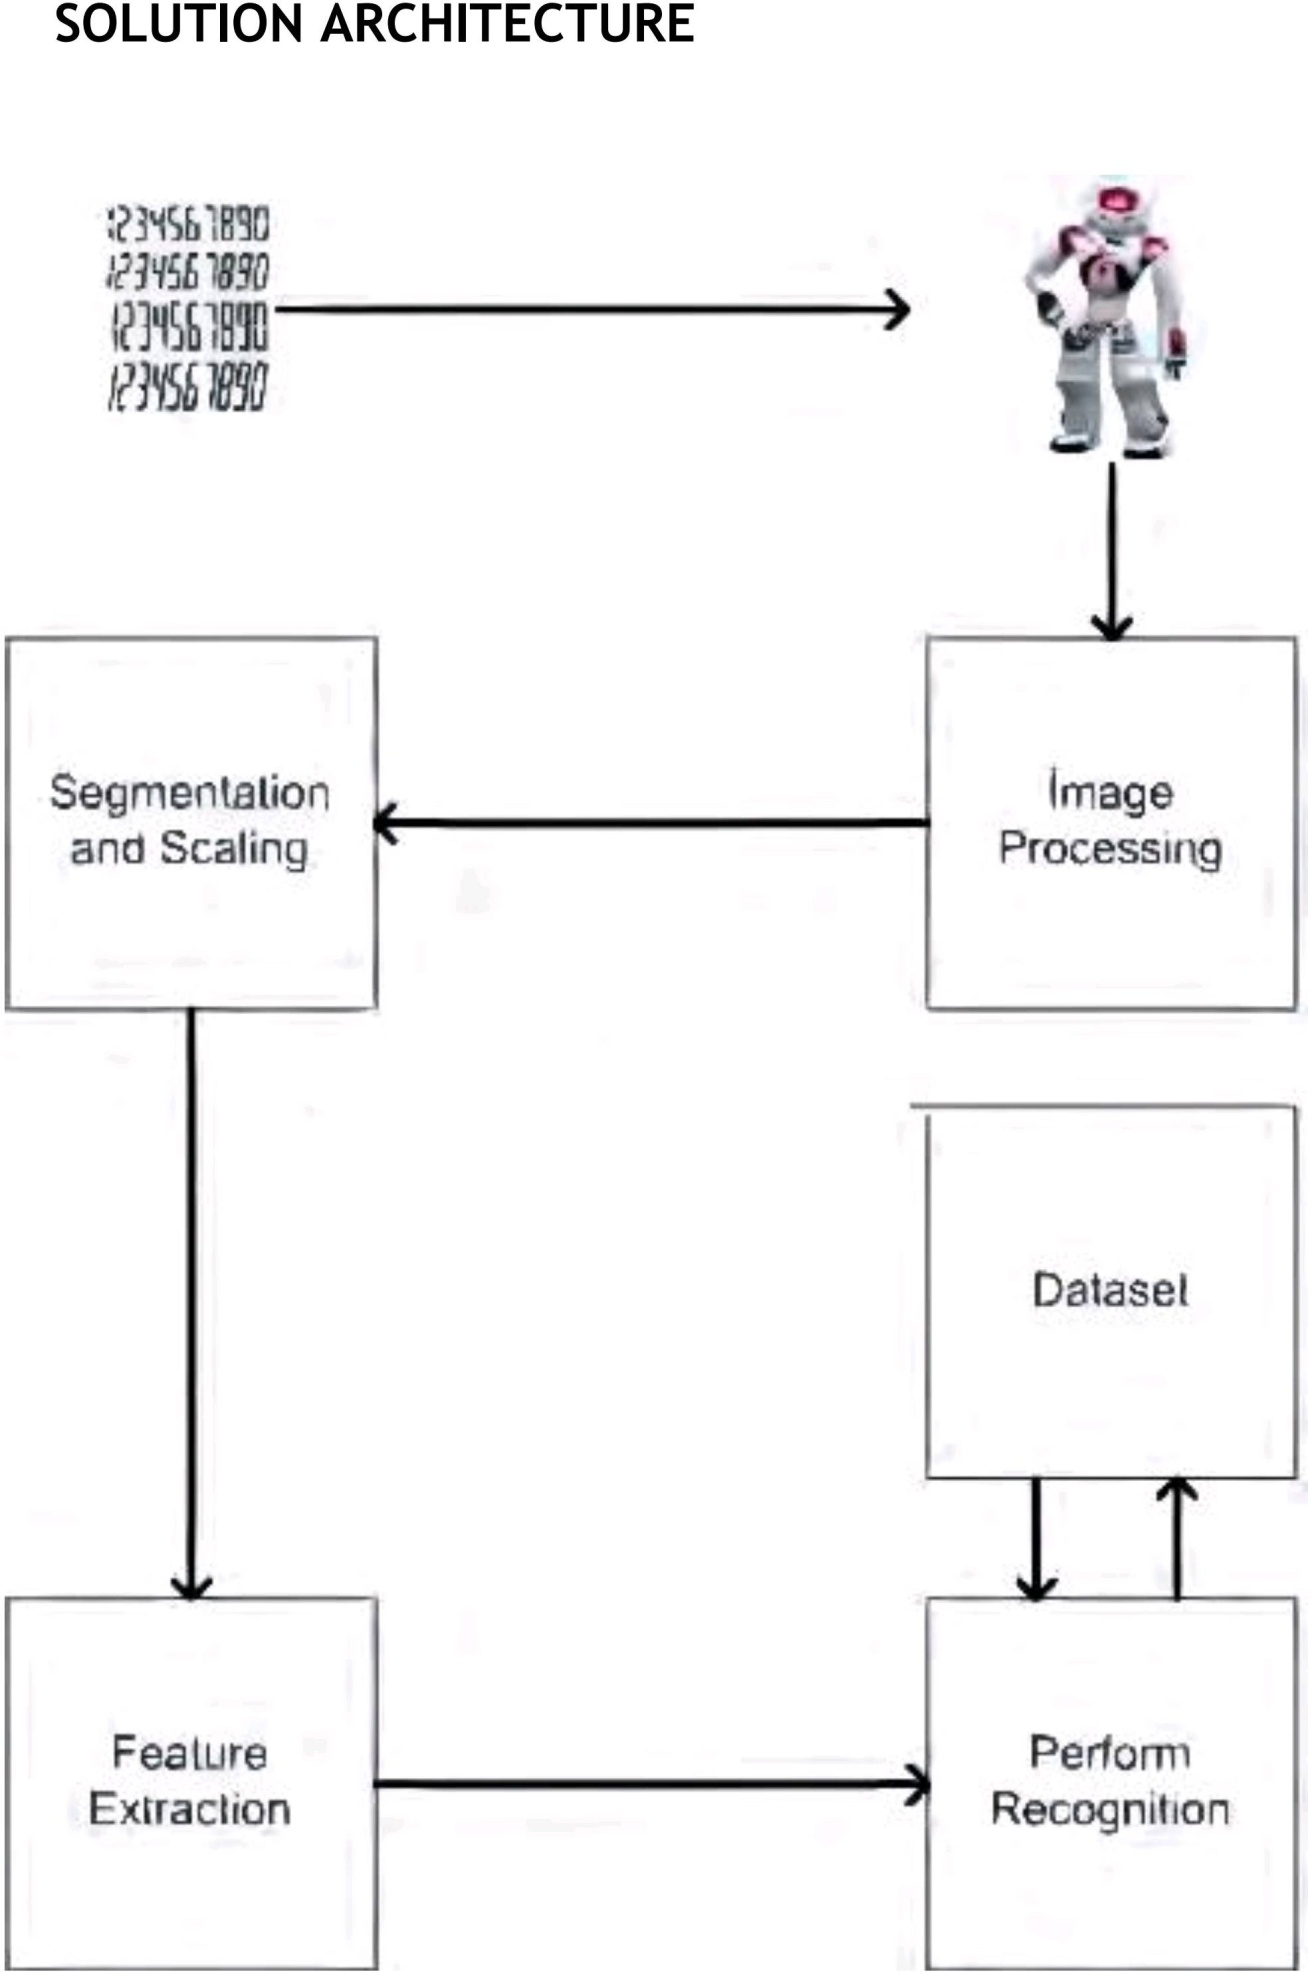 SOLUTION ARCHITECTURE
1234567890
1234567890
1234567890
1234567890
Image
Processing
Segmentation
and Scaling
Dataset
Feature
Extraction
Perform
Recognition